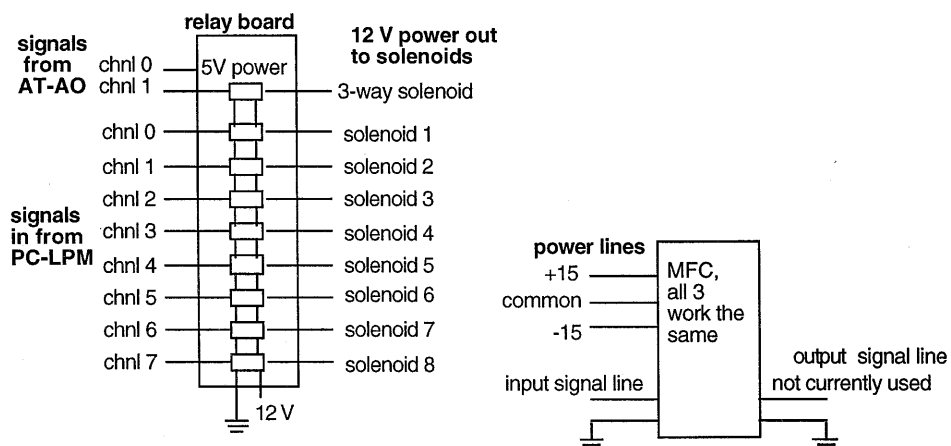 relay board
signals
from
AT-AO
chnl 0
chnl 1
5V power
12 V power out
to solenoids
3-way solenoid
chnl 0
solenoid 1
chnl 1
solenoid 2
chnl 2
solenoid 3
signals
in from
PC-LPM
chnl 3
solenoid 4
chnl 4
solenoid 5
chnl 5
solenoid 6
chnl 6
solenoid 7
chnl 7
solenoid 8
12 V
power lines
+15
common
-15
MFC,
all 3
work the
same
input signal line
output signal line
not currently used